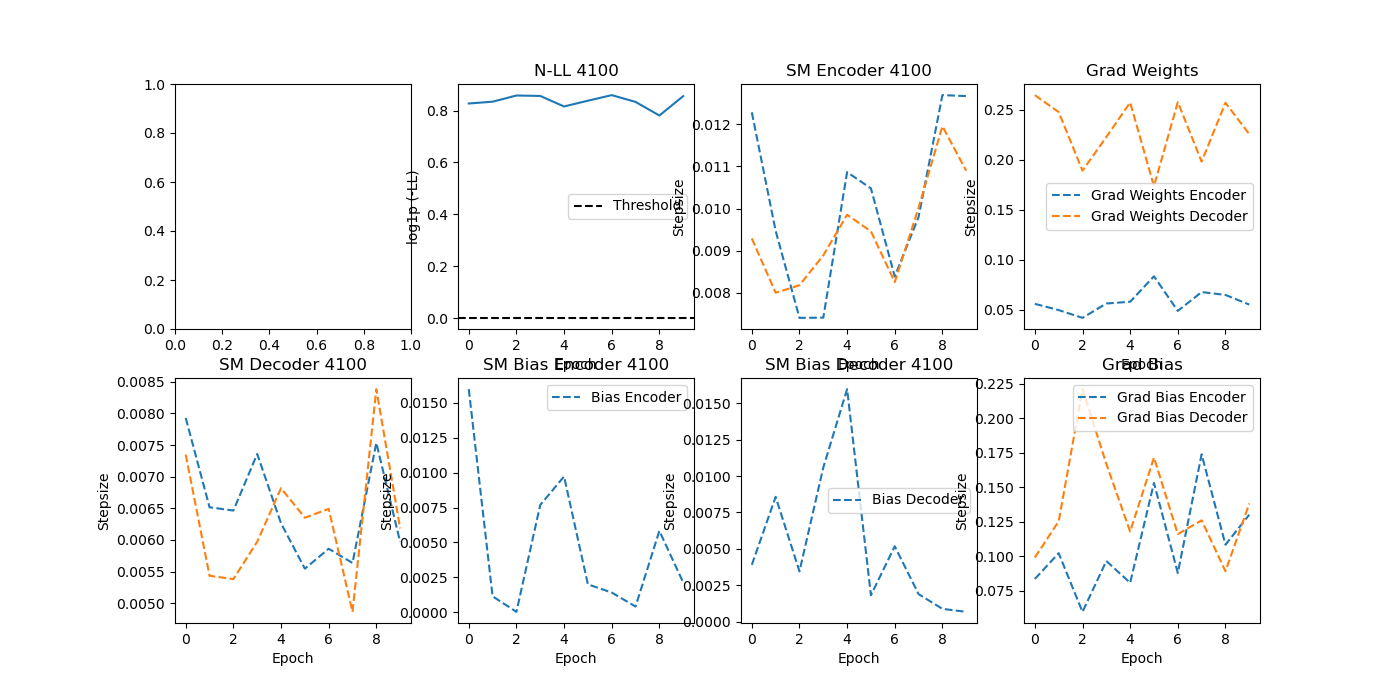 N-LL 4100
SM Encoder 4100
Grad Weights
1.0
0.8
0.6
0.4
0.2
0.0
0.0 0.2 0.4 0.6 0.8 1.0
log1p (-LL)
0.8
0.6
0.4
0.2
0.0
Threshold
0 2 4 6 8
Epoch
Stepsize
0.012
0.011
0.010
0.009
0.008
0 2 4 6 8
Epoch
Stepsize
0.25
0.20
0.15
0.10
0.05
Grad Weights Encoder
Grad Weights Decoder
0 2 4 6 8
Epoch
SM Decoder 4100
SM Bias Encoder 4100
SM Bias Decoder 4100
Grad Bias
Stepsize
0.0085
0.0080
0.0075
0.0070
0.0065
0.0060
0.0055
0.0050
0 2 4 6 8
Epoch
Stepsize
0.0150
0.0125
0.0100
0.0075
0.0050
0.0025
0.0000
Bias Encoder
0 2 4 6 8
Epoch
Stepsize
0.0150
0.0125
0.0100
0.0075
0.0050
0.0025
0.0000
Bias Decoder
0 2 4 6 8
Epoch
Stepsize
0.225
0.200
0.175
0.150
0.125
0.100
0.075
Grad Bias Encoder
Grad Bias Decoder
0 2 4 6 8
Epoch